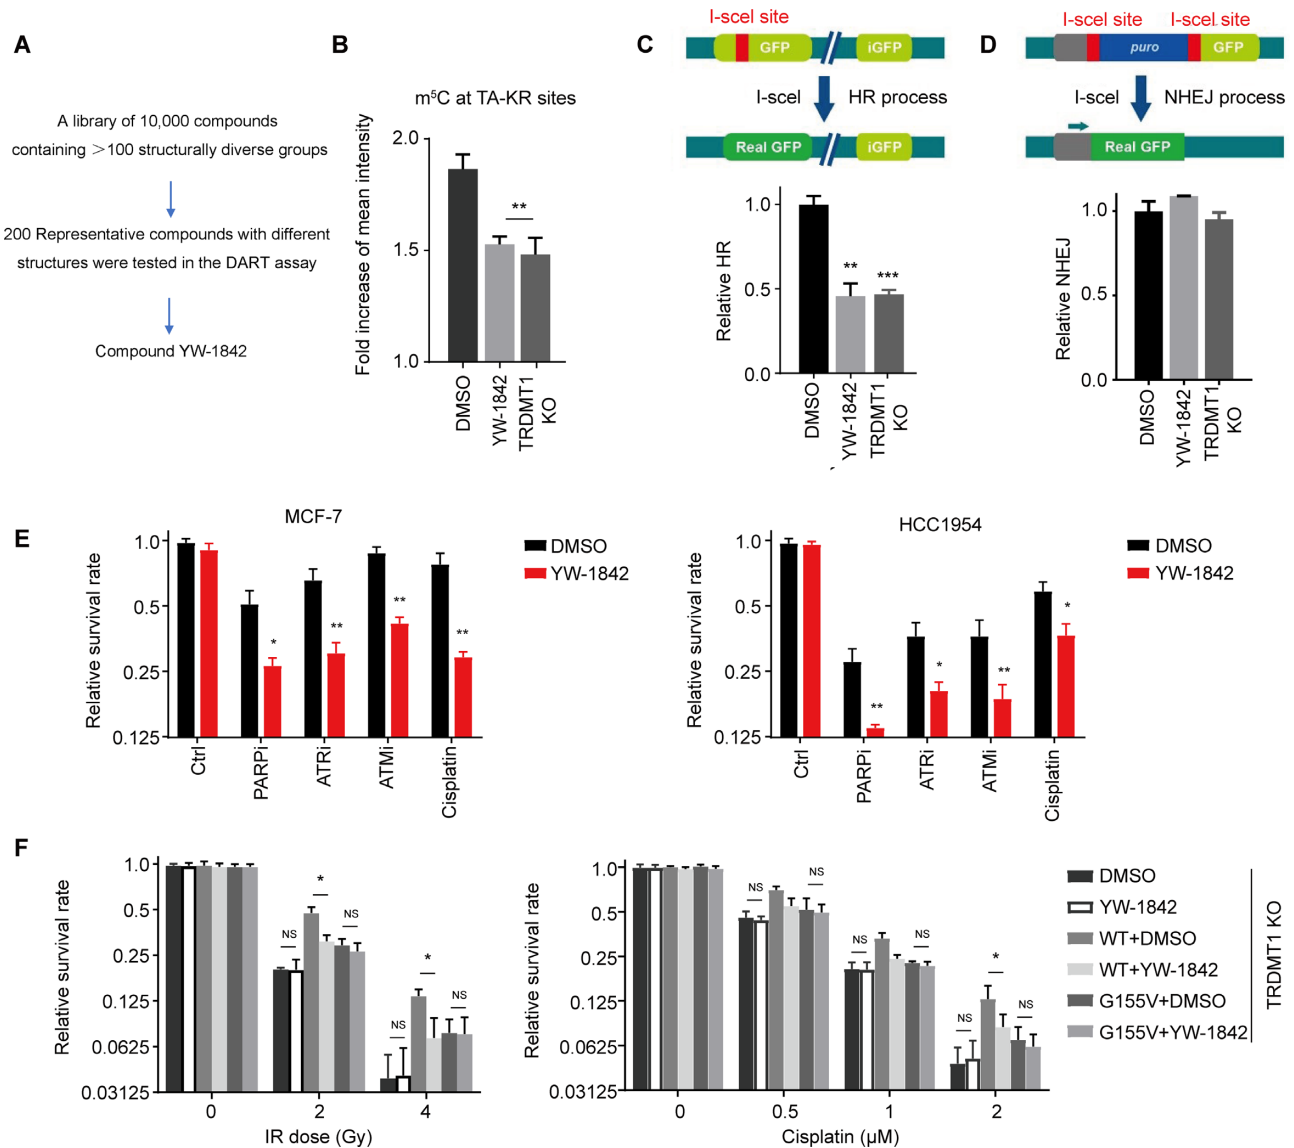 A
A library of 10,000 compounds
containing >100 structurally diverse groups
200 Representative compounds with different
structures were tested in the DART assay
Compound YW-1842
B
m⁵C at TA-KR sites
Fold increase of mean intensity
2.0
1.5
1.0
**
DMSO
YW-1842
TRDMT1
KO
C
I-sceI site
GFP
iGFP
I-sceI
HR process
Real GFP
iGFP
Relative HR
1.0
0.5
0.0
**
***
DMSO
YW-1842
TRDMT1
KO
D
I-sceI site
I-sceI site
puro
GFP
I-sceI
NHEJ process
Real GFP
Relative NHEJ
1.0
0.5
0.0
DMSO
YW-1842
TRDMT1
KO
E
MCF-7
Relative survival rate
1.0
0.5
0.25
0.125
*
**
**
**
Ctrl
PARPi
ATRi
ATMi
Cisplatin
DMSO
YW-1842
HCC1954
Relative survival rate
1.0
0.5
0.25
0.125
**
*
**
*
Ctrl
PARPi
ATRi
ATMi
Cisplatin
DMSO
YW-1842
F
Relative survival rate
1.0
0.5
0.25
0.125
0.0625
0.03125
NS
*
NS
NS
*
NS
0
2
4
IR dose (Gy)
Relative survival rate
1.0
0.5
0.25
0.125
0.0625
0.03125
NS
NS
NS
NS
NS
*
NS
0
0.5
1
2
Cisplatin (µM)
DMSO
YW-1842
WT+DMSO
WT+YW-1842
G155V+DMSO
G155V+YW-1842
TRDMT1 KO